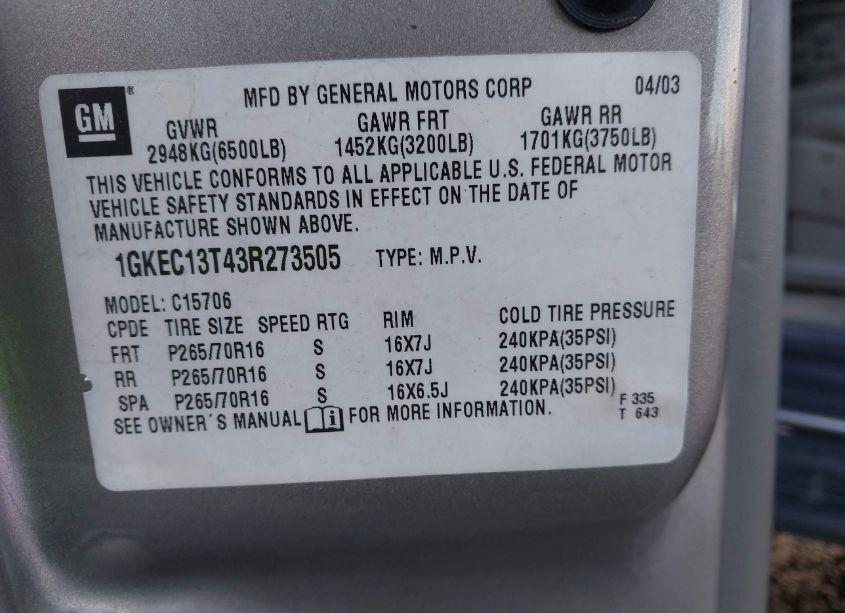 GM ® MFD BY GENERAL MOTORS CORP 04/03
GVWR GAWR FRT GAWR RR
2948KG(6500LB) 1452KG(3200LB) 1701KG(3750LB)
THIS VEHICLE CONFORMS TO ALL APPLICABLE U.S. FEDERAL MOTOR
VEHICLE SAFETY STANDARDS IN EFFECT ON THE DATE OF
MANUFACTURE SHOWN ABOVE.
1GKEC13T43R273505 TYPE: M.P.V.
MODEL: C15706
CPDE TIRE SIZE SPEED RTG RIM COLD TIRE PRESSURE
FRT P265/70R16 S 16X7J 240KPA(35PSI)
RR P265/70R16 S 16X7J 240KPA(35PSI)
SPA P265/70R16 S 16X6.5J 240KPA(35PSI) F 335
SEE OWNER´S MANUAL i FOR MORE INFORMATION. T 643